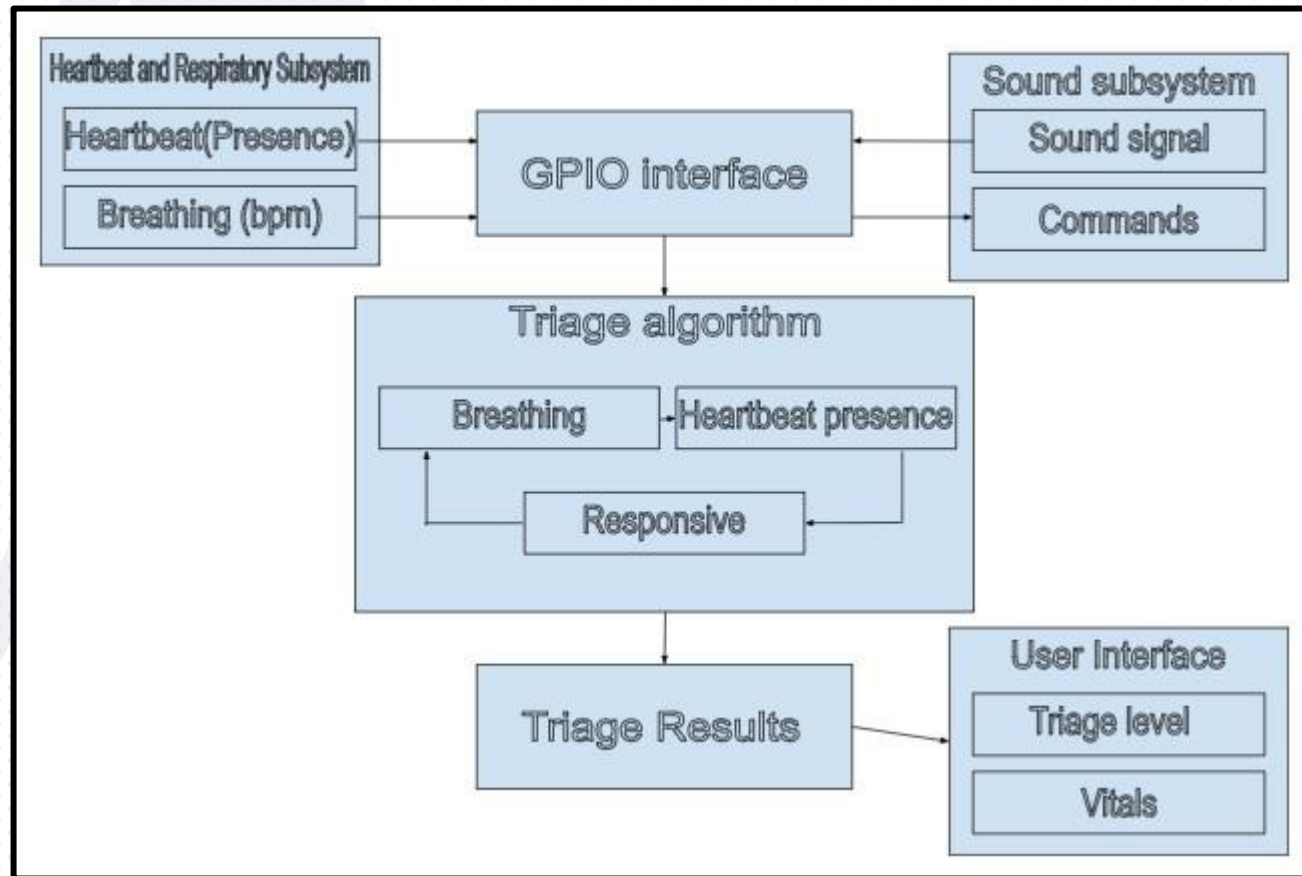 Heartbeat and Respiratory Subsystem
Heartbeat(Presence)
Breathing (bpm)
GPIO interface
Sound subsystem
Sound signal
Commands
Triage algorithm
Breathing
Heartbeat presence
Responsive
Triage Results
User Interface
Triage level
Vitals